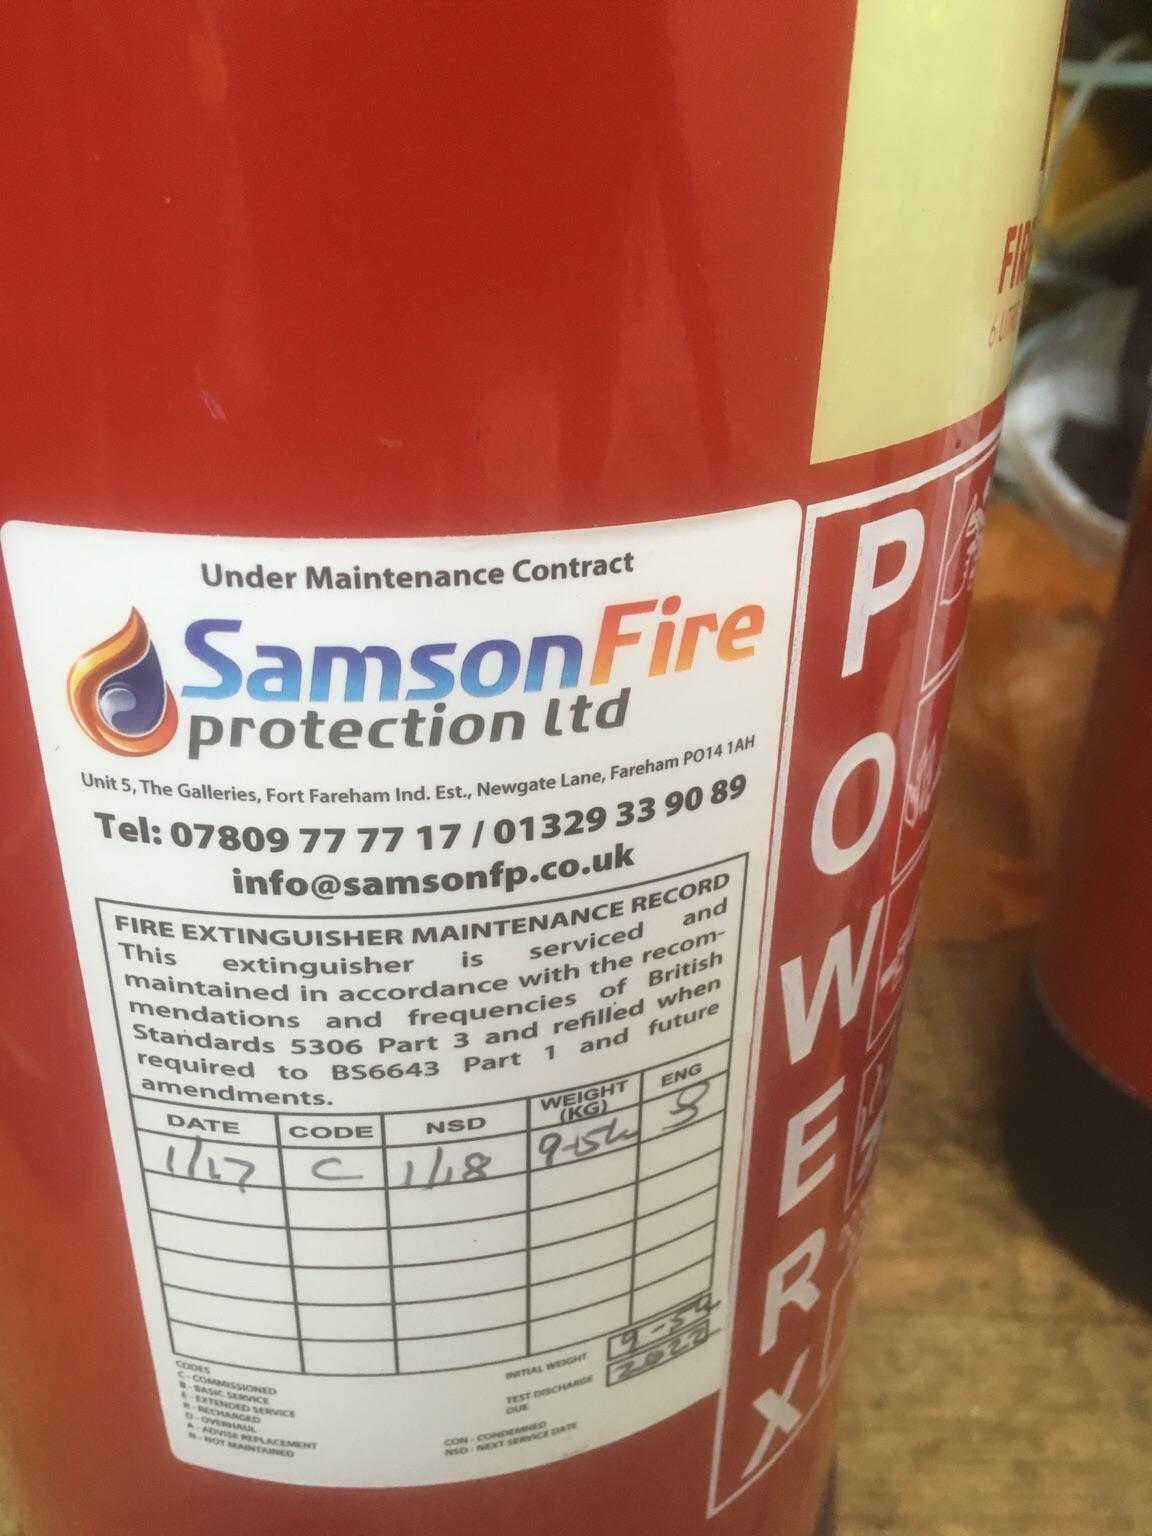 Under Maintenance Contract
SamsonFire
protection ltd
Unit 5, The Galleries, Fort Fareham Ind. Est., Newgate Lane, Fareham PO14 1AH
Tel: 07809 77 77 17 / 01329 33 90 89
info@samsonfp.co.uk
FIRE EXTINGUISHER MAINTENANCE RECORD
This extinguisher is serviced and
maintained in accordance with the recom-
mendations and frequencies of British
Standards 5306 Part 3 and refilled when
required to BS6643 Part 1 and future
amendments.
DATE CODE NSD WEIGHT (KG) ENG
1/17 C 1/18
INITIAL WEIGHT
TEST DISCHARGE DUE 2022
CODES
C - COMMISSIONED
B - BASIC SERVICE
E - EXTENDED SERVICE
R - RECHARGED
O - OVERHAUL
A - ADVISE REPLACEMENT
N - NOT MAINTAINED
CON - CONDEMNED
NSD - NEXT SERVICE DATE
POWERX
6